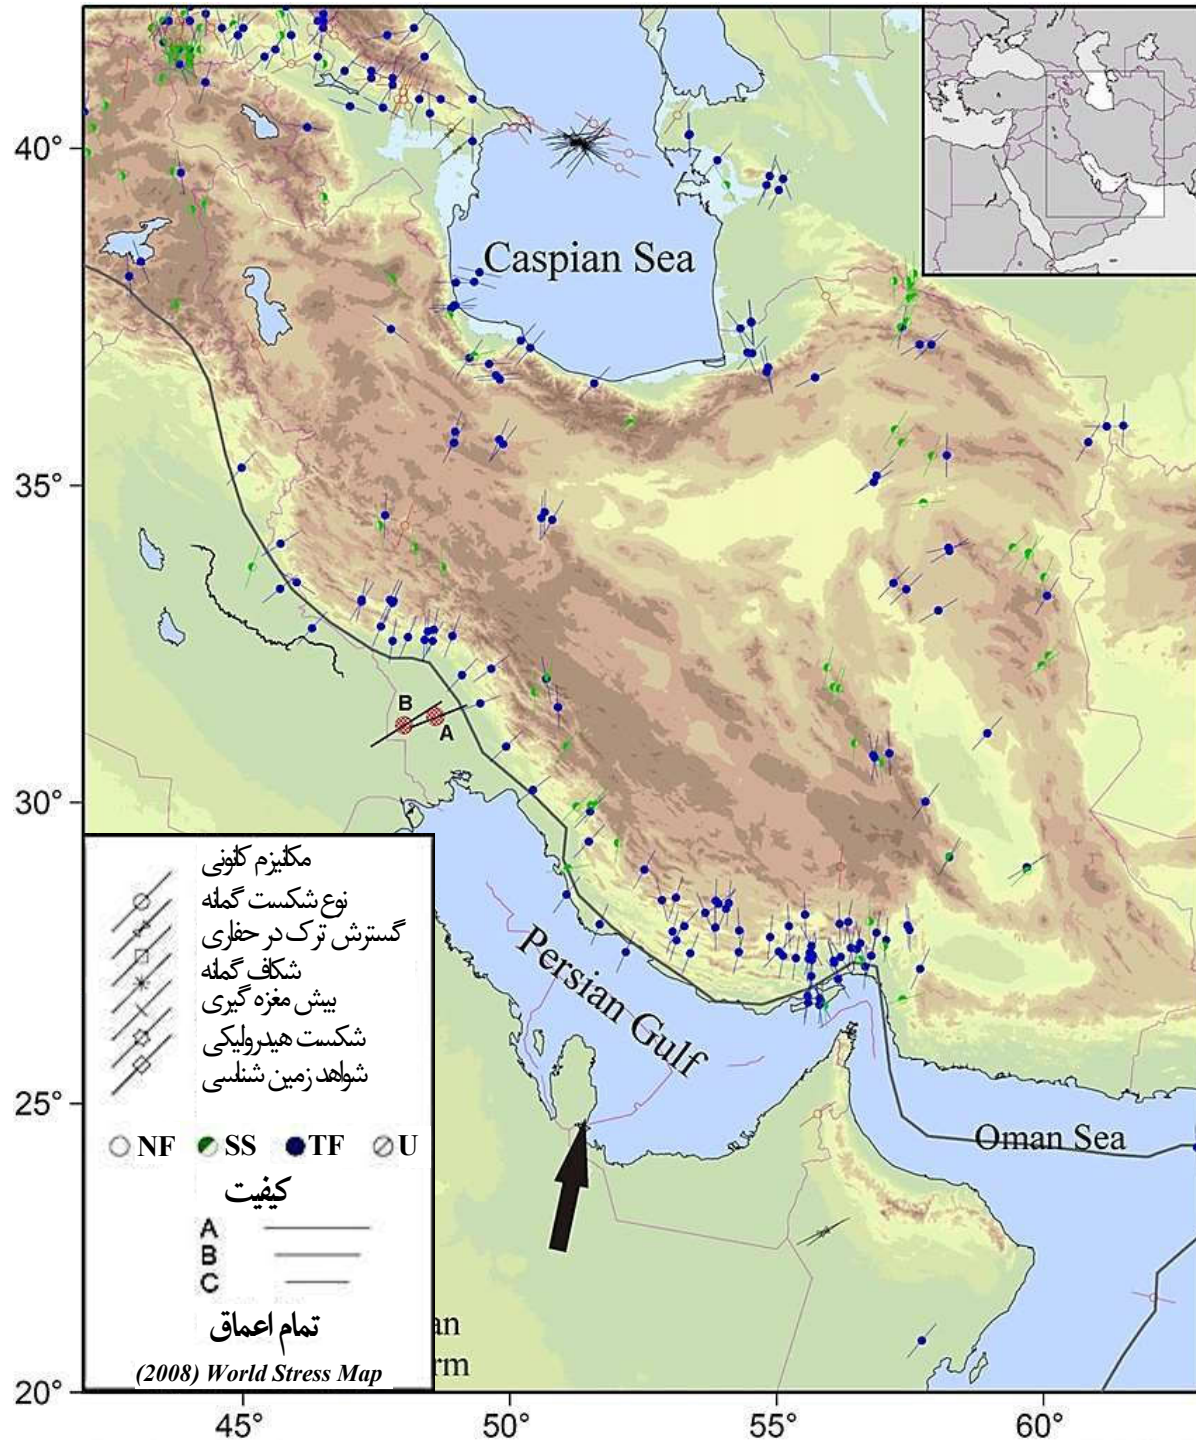 40°
Caspian Sea
35°
B
A
30°
Persian Gulf
مکانیزم کانونی
نوع شکست گمانه
گسترش ترک در حفاری
شکاف گمانه
بیش مغزه گیری
شکست هیدرولیکی
شواهد زمین شناسی
25°
Oman Sea
NF SS TF U
کیفیت
A
B
C
تمام اعماق
an
rm
(2008) World Stress Map
20°
45° 50° 55° 60°